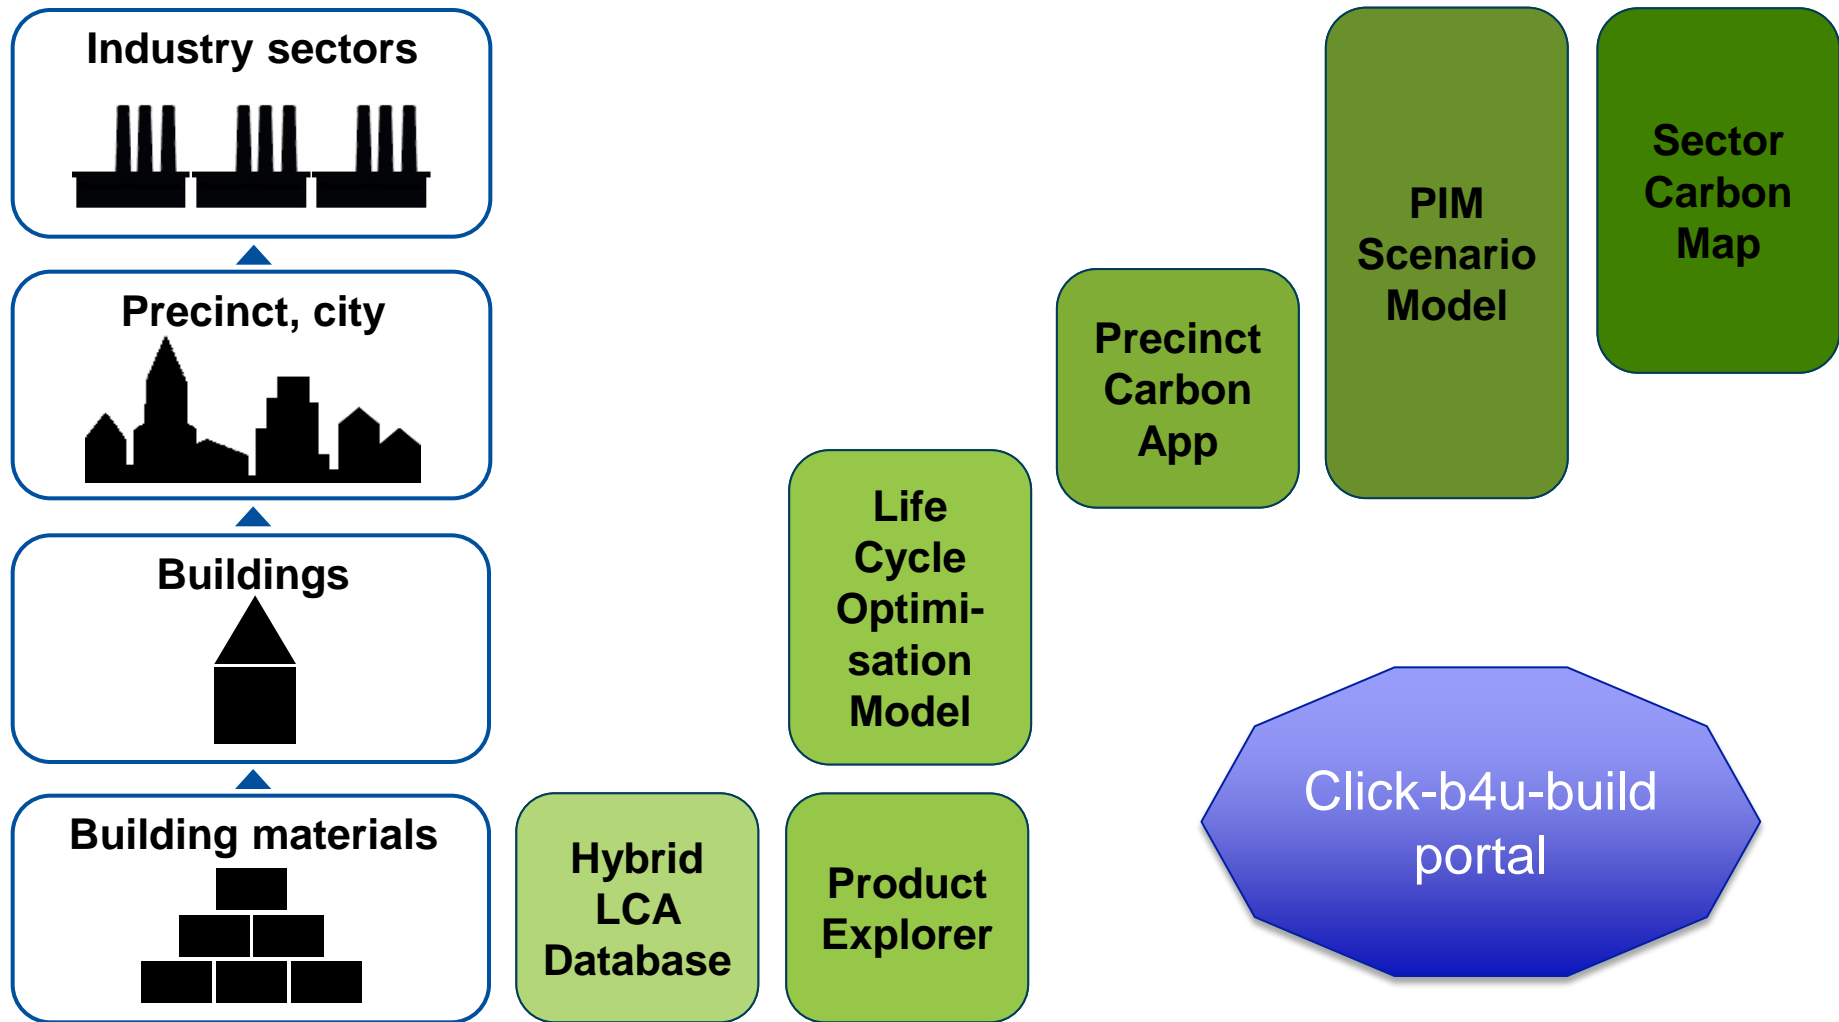 Industry sectors
Precinct, city
Buildings
Building materials
Hybrid
LCA
Database
Product
Explorer
Life
Cycle
Optimi-
sation
Model
Precinct
Carbon
App
PIM
Scenario
Model
Sector
Carbon
Map
Click-b4u-build
portal